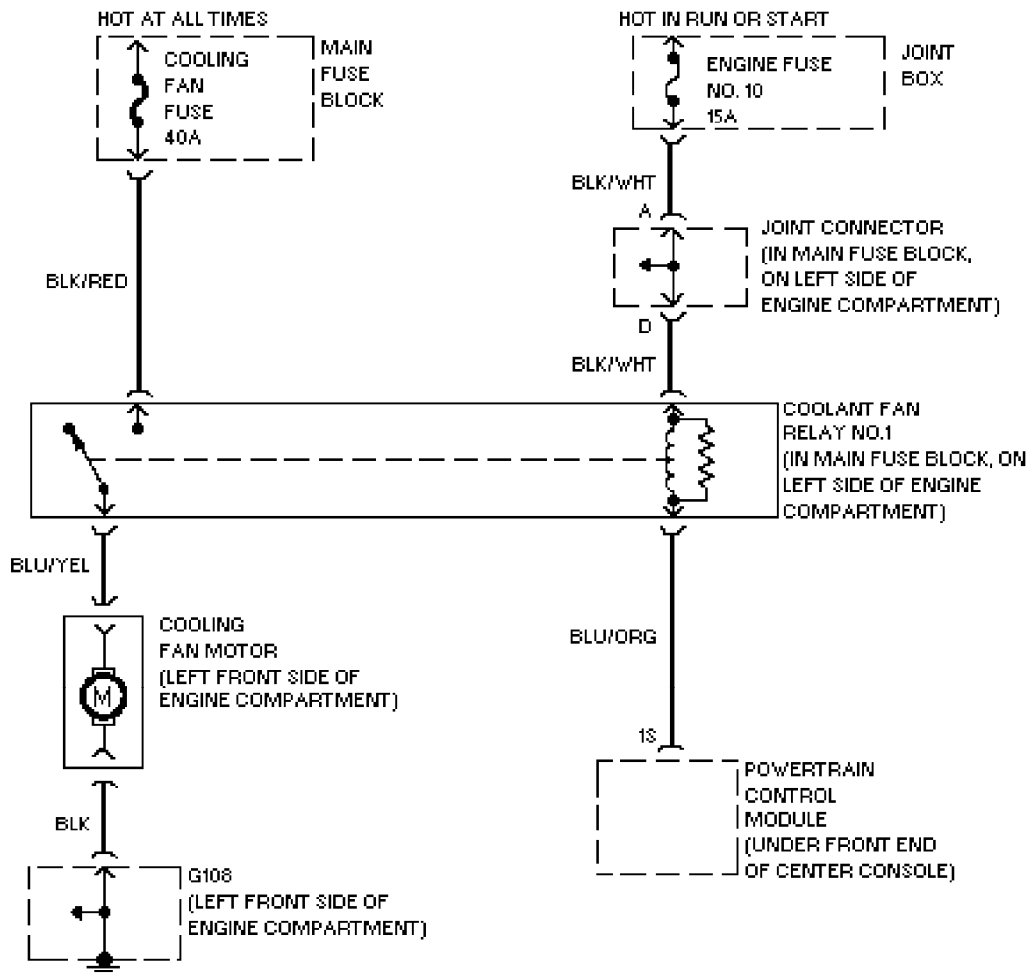 HOT AT ALL TIMES
COOLING
FAN
FUSE
40A
MAIN
FUSE
BLOCK
HOT IN RUN OR START
ENGINE FUSE
NO. 10
15A
JOINT
BOX
BLK/WHT
A
JOINT CONNECTOR
(IN MAIN FUSE BLOCK,
ON LEFT SIDE OF
ENGINE COMPARTMENT)
D
BLK/RED
BLK/WHT
COOLANT FAN
RELAY NO.1
(IN MAIN FUSE BLOCK, ON
LEFT SIDE OF ENGINE
COMPARTMENT)
BLU/YEL
COOLING
FAN MOTOR
(LEFT FRONT SIDE OF
ENGINE COMPARTMENT)
M
BLU/ORG
1S
POWERTRAIN
CONTROL
MODULE
(UNDER FRONT END
OF CENTER CONSOLE)
BLK
G108
(LEFT FRONT SIDE OF
ENGINE COMPARTMENT)